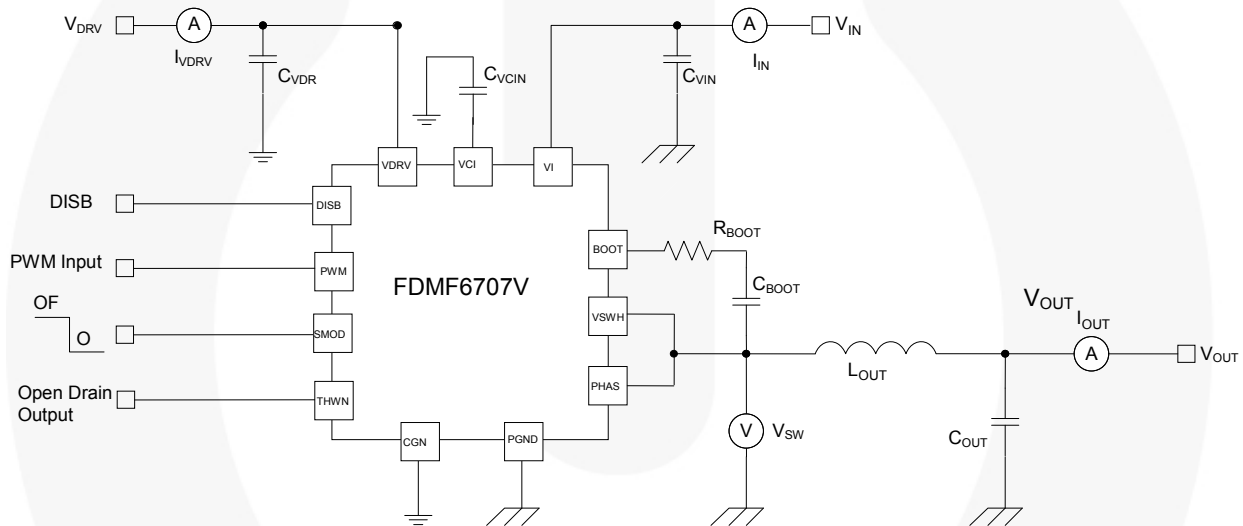 VDRV
A
IVDRV
CVDR
CVCIN
A
IIN
VIN
CVIN
VDRV
VCI
VI
DISB
DISB
BOOT
RBOOT
PWM Input
PWM
FDMF6707V
CBOOT
OF
O
SMOD
VSWH
VOUT
IOUT
A
VOUT
LOUT
Open Drain
Output
THWN
PHAS
CGN
PGND
V
VSW
COUT